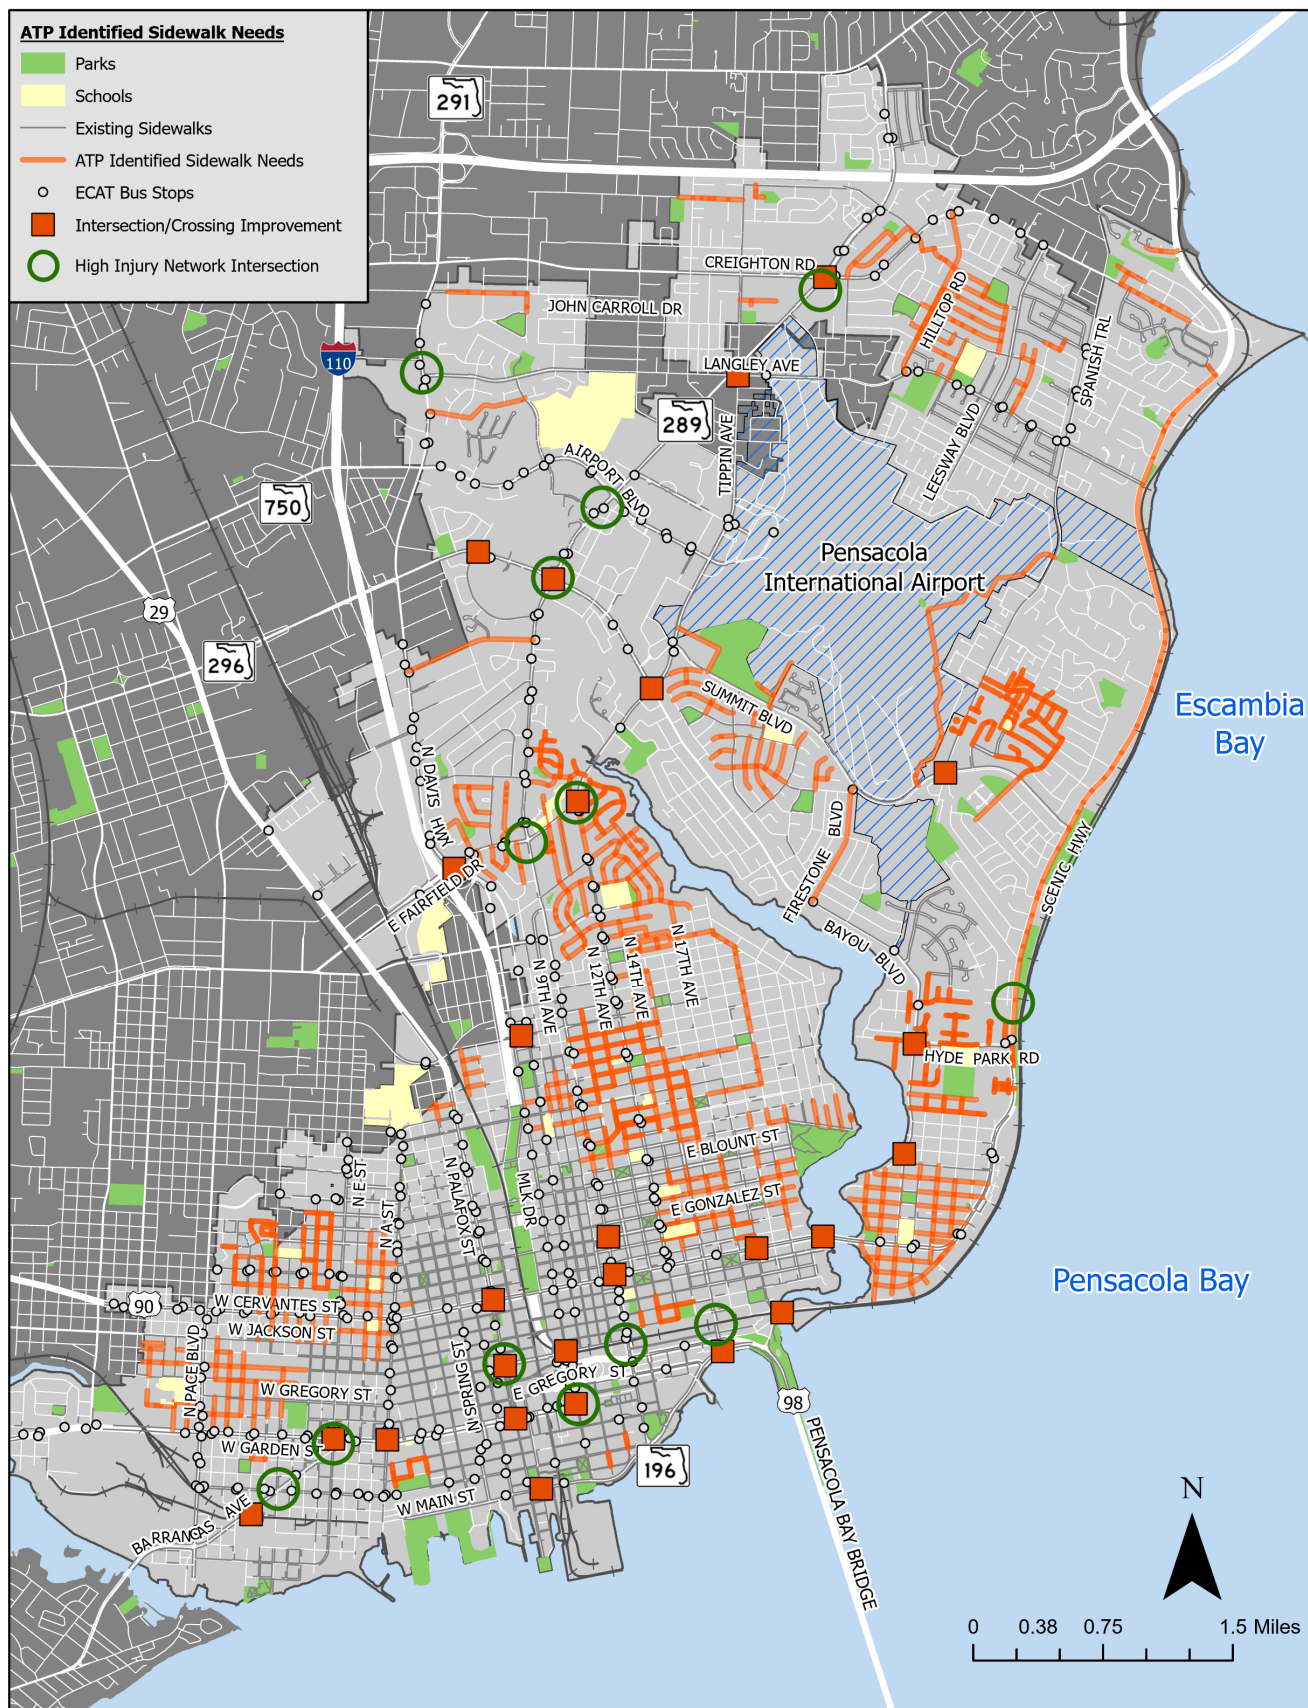 ATP Identified Sidewalk Needs
Parks
Schools
Existing Sidewalks
ATP Identified Sidewalk Needs
ECAT Bus Stops
Intersection/Crossing Improvement
High Injury Network Intersection
291
CREIGHTON RD
JOHN CARROLL DR
HILLTOP RD
SPANISH TRL
110
LANGLEY AVE
289
TIPPIN AVE
LEESWAY BLVD
AIRPORT BLVD
750
Pensacola
International Airport
29
296
SUMMIT BLVD
Escambia
Bay
N DAVIS HWY
FIRESTONE BLVD
SCENIC HWY
E FAIRFIELD DR
BAYOU BLVD
N 9TH AVE
N 12TH AVE
N 14TH AVE
N 17TH AVE
HYDE PARK RD
E BLOUNT ST
N E ST
N A ST
N PALAFOX ST
MLK DR
E GONZALEZ ST
Pensacola Bay
90
W CERVANTES ST
W JACKSON ST
N PACE BLVD
W GREGORY ST
N SPRING ST
E GREGORY ST
98
W GARDEN ST
196
PENSACOLA BAY BRIDGE
W MAIN ST
BARRANCAS AVE
N
0 0.38 0.75 1.5 Miles